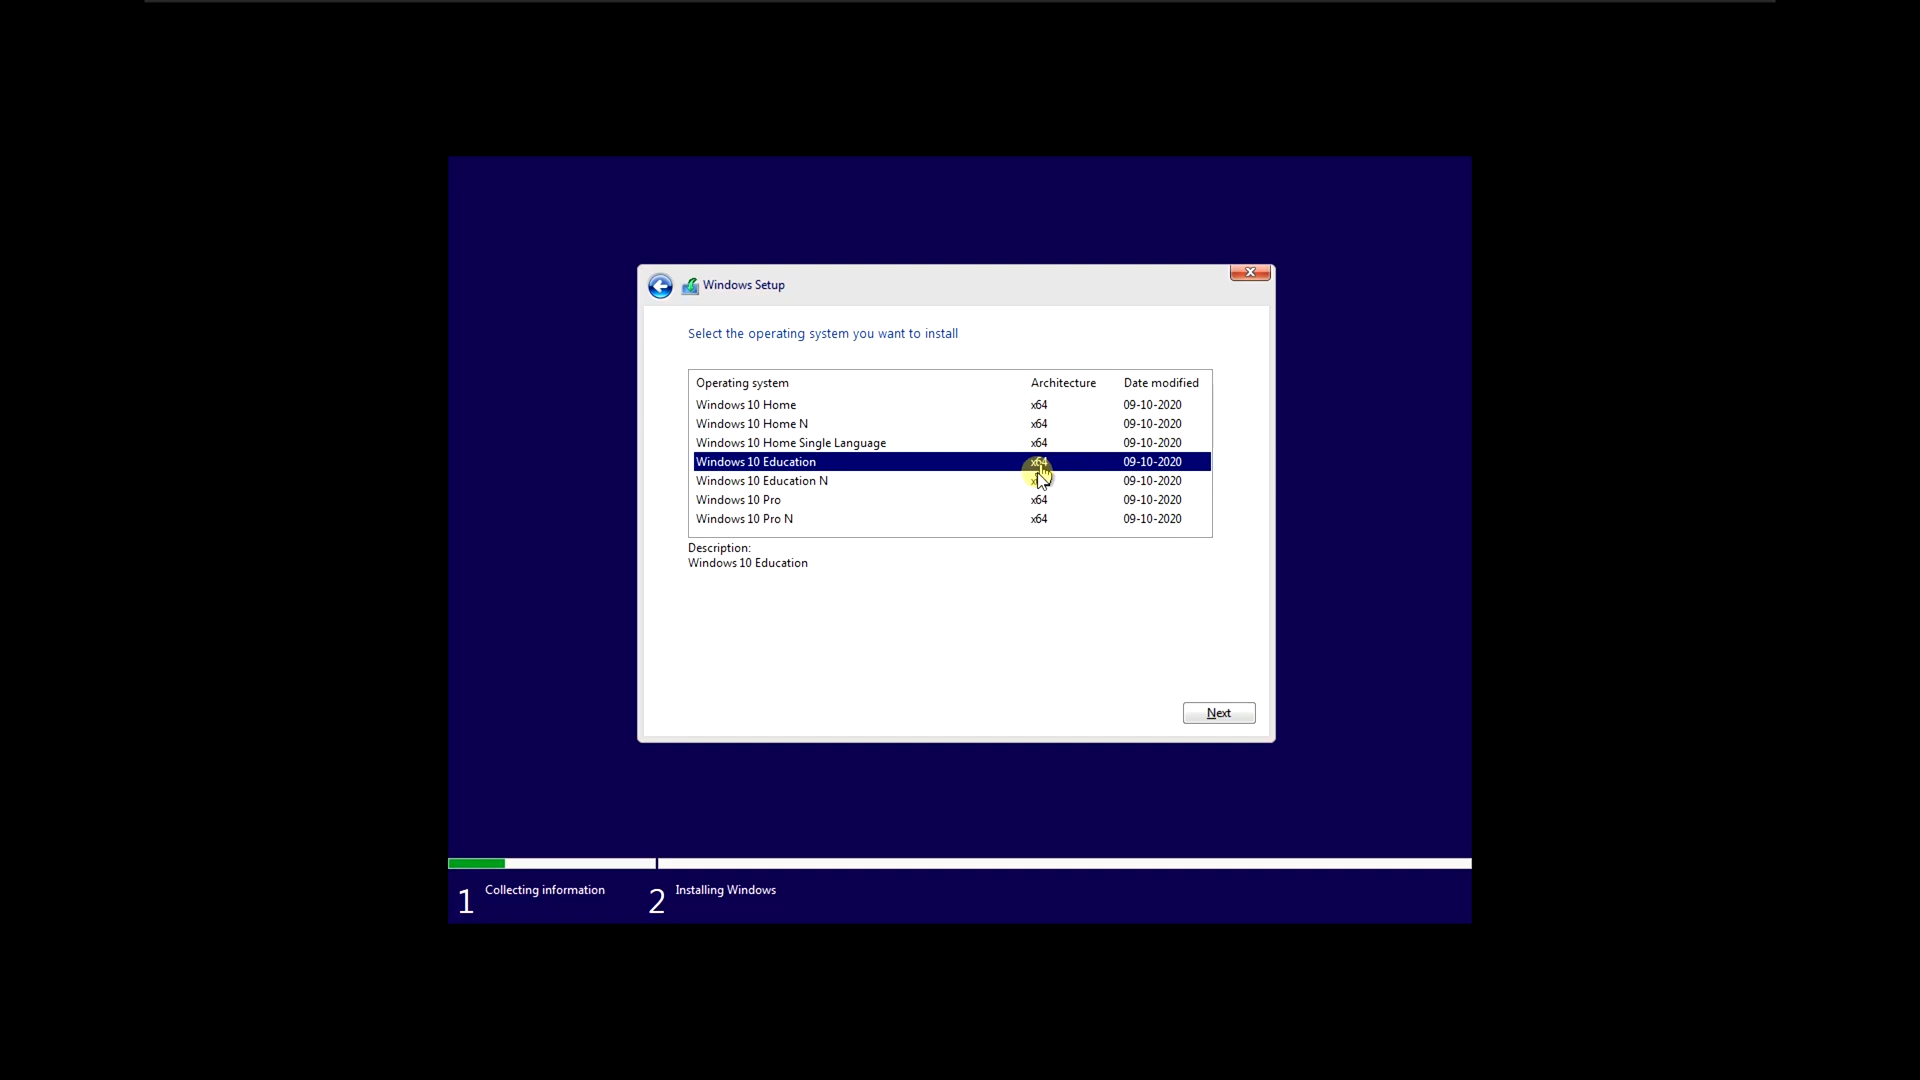 Windows Setup
Select the operating system you want to install
Operating system Architecture Date modified
Windows 10 Home x64 09-10-2020
Windows 10 Home N x64 09-10-2020
Windows 10 Home Single Language x64 09-10-2020
Windows 10 Education x64 09-10-2020
Windows 10 Education N 09-10-2020
Windows 10 Pro x64 09-10-2020
Windows 10 Pro N x64 09-10-2020
Description:
Windows 10 Education
Next
1 Collecting information 2 Installing Windows